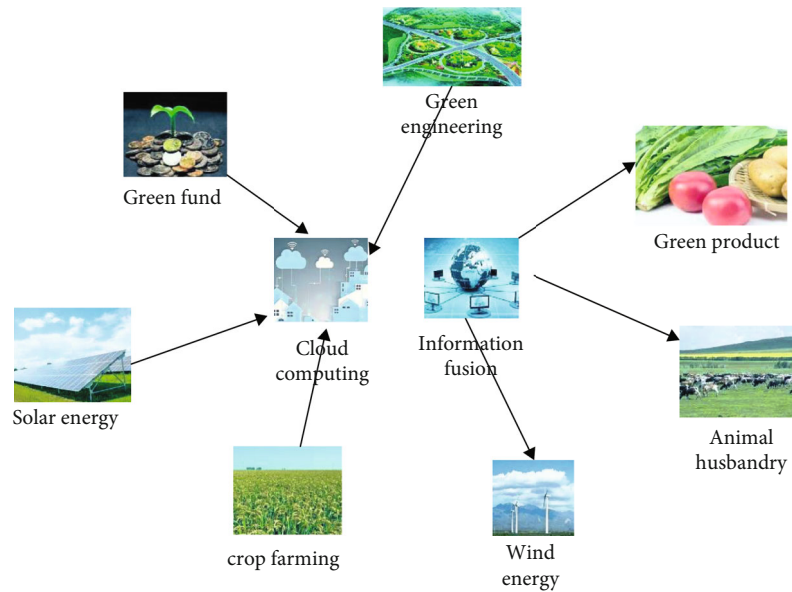 Green
engineering
Green fund
Green product
Cloud
computing
Information
fusion
Solar energy
Animal
husbandry
crop farming
Wind
energy